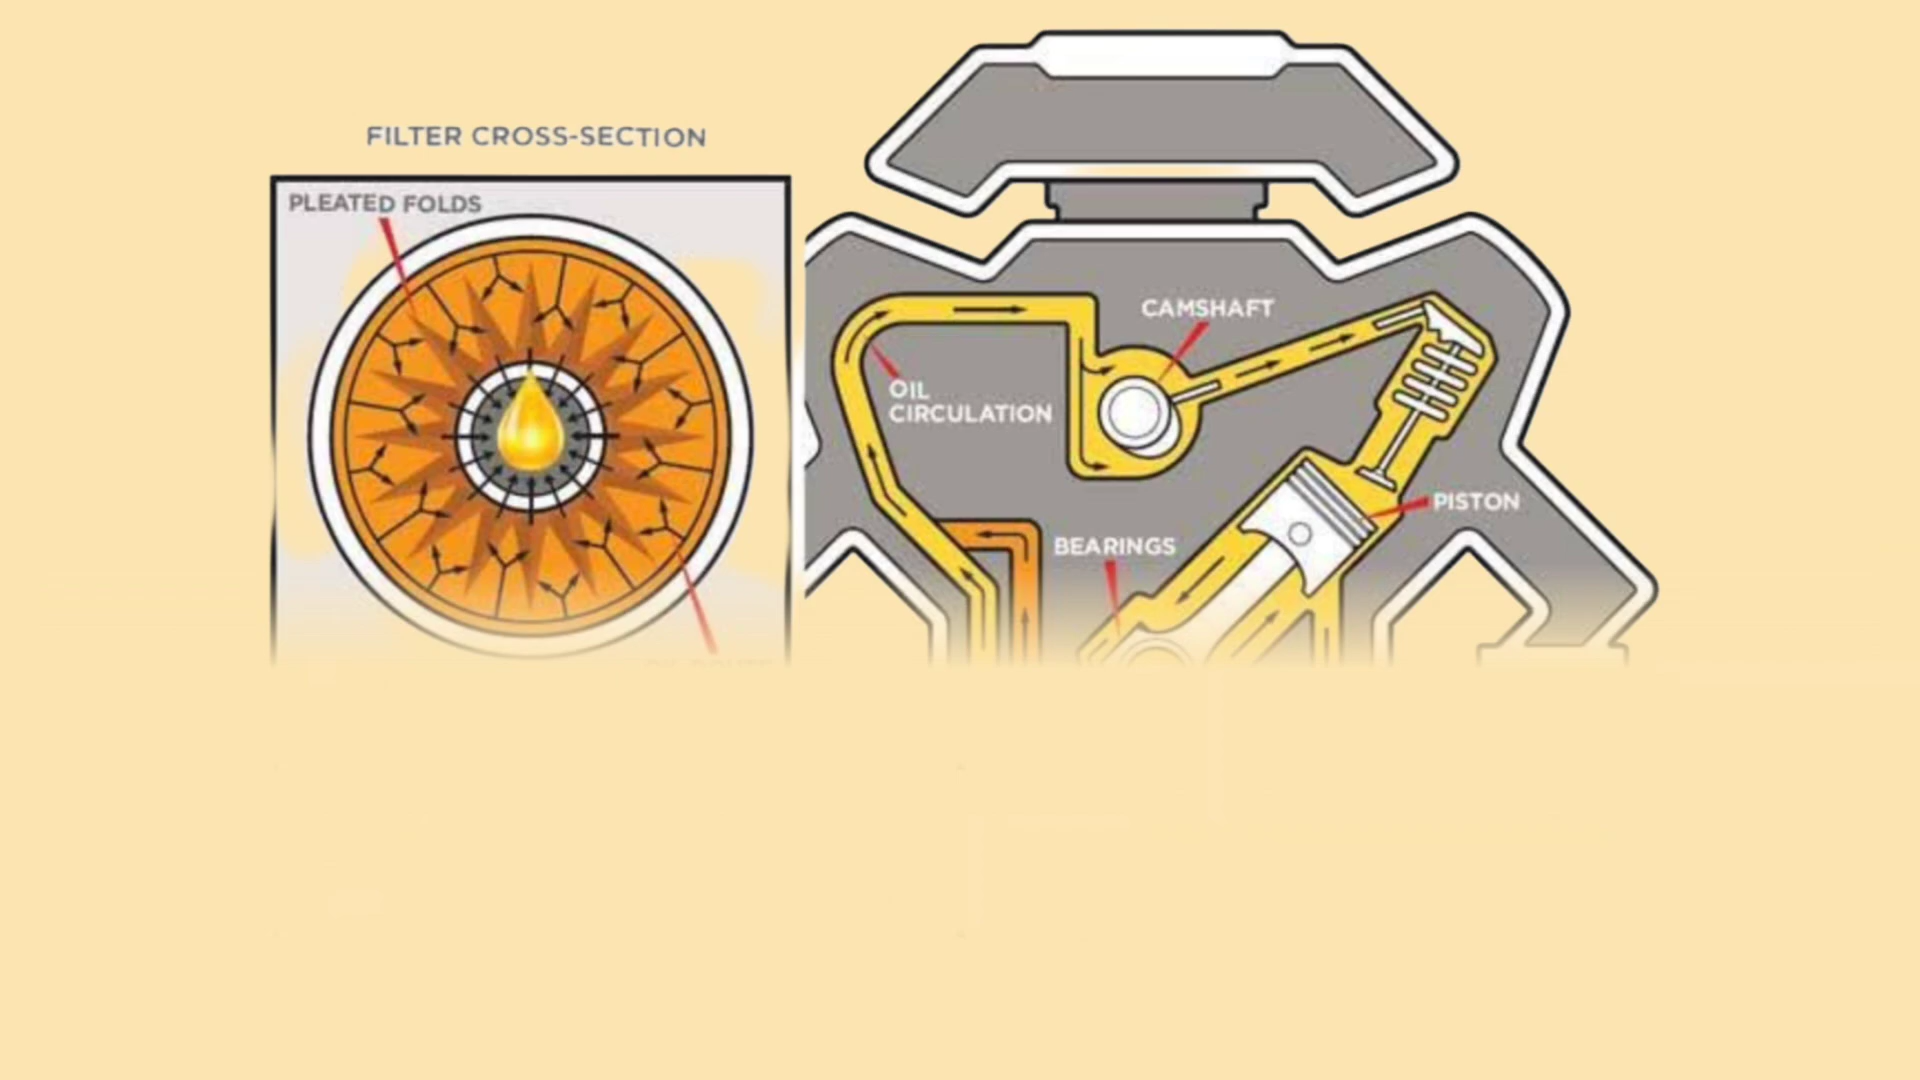 FILTER CROSS-SECTION
PLEATED FOLDS
CAMSHAFT
OIL
CIRCULATION
PISTON
BEARINGS